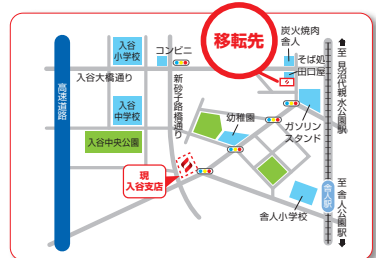 移転先
炭火焼肉
舎人
そば処
田口屋
コンビニ
入谷
小学校
入谷大橋通り
新砂子路橋通り
高速道路
入谷
中学校
入谷中央公園
幼稚園
ガソリン
スタンド
現
入谷支店
舎人小学校
舎人駅
至 見沼代親水公園駅
至 舎人公園駅